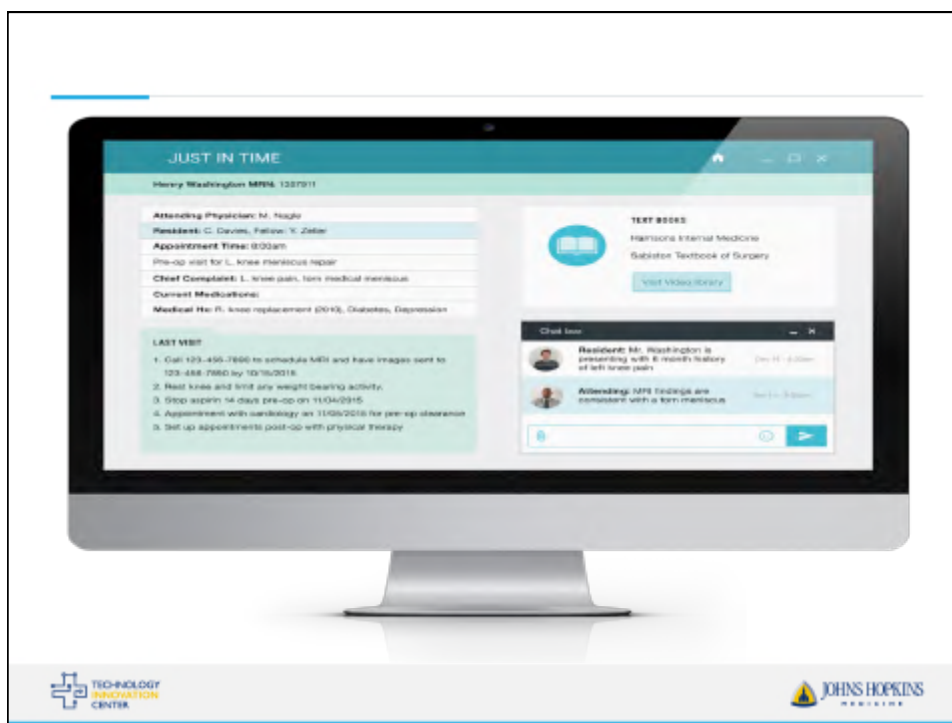 JUST IN TIME
Henry Washington MRN: 1207911
Attending Physician: M. Nagle
Resident: C. Davies, Fellow: Y. Zeller
Appointment Time: 8:00am
Pre-op visit for L. knee meniscus repair
Chief Complaint: L. knee pain, torn medical meniscus
Current Medications:
Medical Hx: R. knee replacement (2010), Diabetes, Depression
LAST VISIT
1. Call 123-456-7890 to schedule MRI and have images sent to
123-456-7890 by 10/15/2015
2. Rest knee and limit any weight bearing activity.
3. Stop aspirin 14 days pre-op on 11/04/2015
4. Appointment with cardiology on 11/05/2015 for pre-op clearance
5. Set up appointments post-op with physical therapy
TEXT BOOKS
Harrisons Internal Medicine
Sabiston Textbook of Surgery
Visit Video library
Chat box
Resident: Mr. Washington is
presenting with 6 month history
of left knee pain
Attending: MRI findings are
consistent with a torn meniscus
TECHNOLOGY
INNOVATION
CENTER
JOHNS HOPKINS
MEDICINE